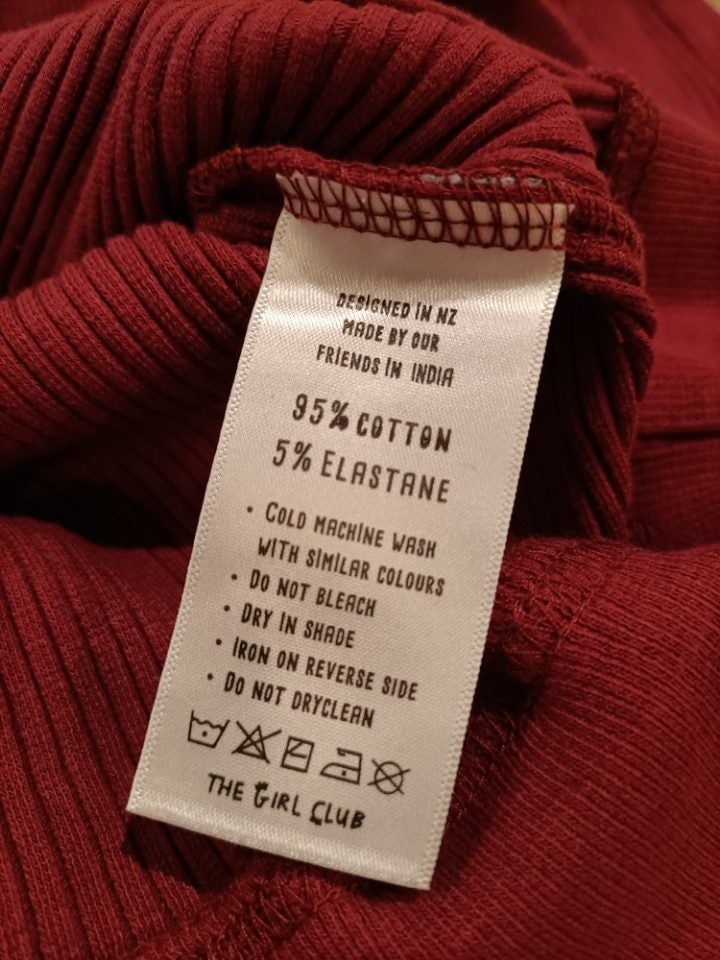 DESIGNED IN NZ
MADE BY OUR
FRIENDS IN INDIA
95% COTTON
5% ELASTANE
• COLD MACHINE WASH
WITH SIMILAR COLOURS
• DO NOT BLEACH
• DRY IN SHADE
• IRON ON REVERSE SIDE
• DO NOT DRYCLEAN
THE GIRL CLUB